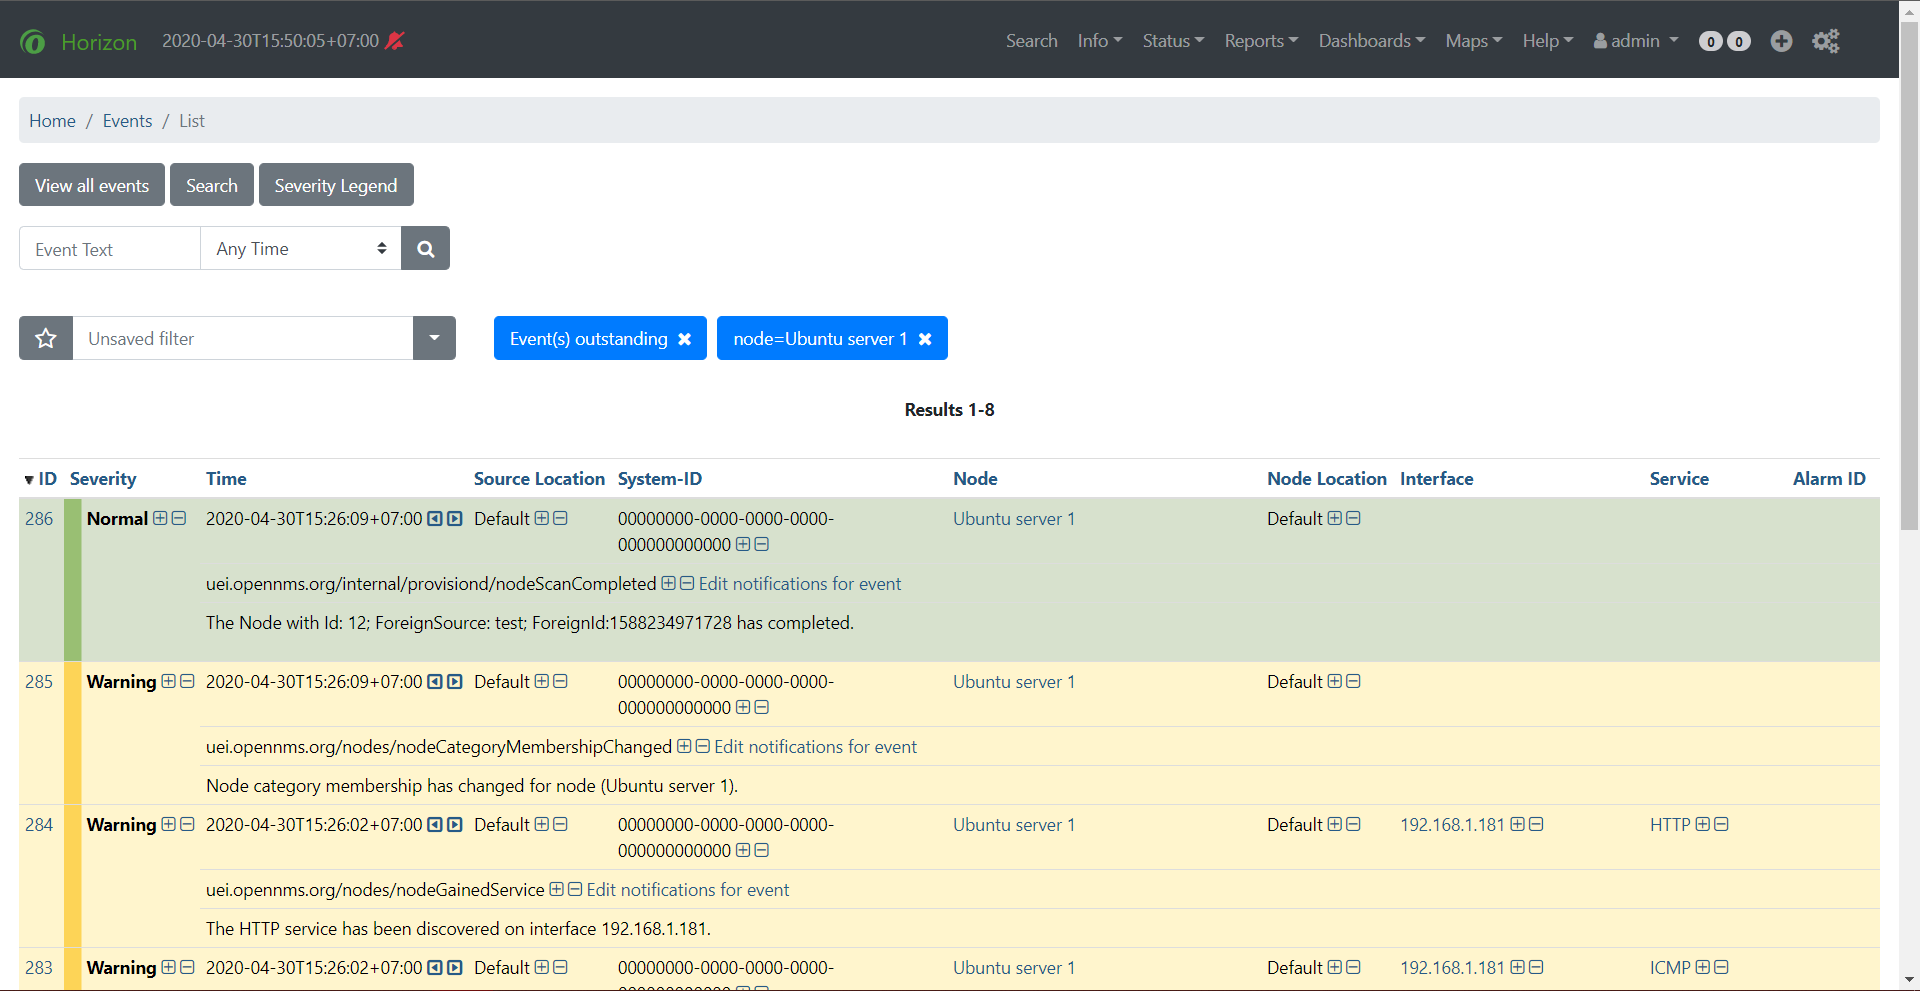 Horizon 2020-04-30T15:50:05+07:00 Search Info Status Reports Dashboards Maps Help admin 0 0
Home / Events / List
View all events Search Severity Legend
Event Text Any Time
Unsaved filter Event(s) outstanding node=Ubuntu server 1
Results 1-8
ID Severity Time Source Location System-ID Node Node Location Interface Service Alarm ID
286 Normal 2020-04-30T15:26:09+07:00 Default 00000000-0000-0000-0000- Ubuntu server 1 Default
000000000000
uei.opennms.org/internal/provisiond/nodeScanCompleted Edit notifications for event
The Node with Id: 12; ForeignSource: test; ForeignId:1588234971728 has completed.
285 Warning 2020-04-30T15:26:09+07:00 Default 00000000-0000-0000-0000- Ubuntu server 1 Default
000000000000
uei.opennms.org/nodes/nodeCategoryMembershipChanged Edit notifications for event
Node category membership has changed for node (Ubuntu server 1).
284 Warning 2020-04-30T15:26:02+07:00 Default 00000000-0000-0000-0000- Ubuntu server 1 Default 192.168.1.181 HTTP
000000000000
uei.opennms.org/nodes/nodeGainedService Edit notifications for event
The HTTP service has been discovered on interface 192.168.1.181.
283 Warning 2020-04-30T15:26:02+07:00 Default 00000000-0000-0000-0000- Ubuntu server 1 Default 192.168.1.181 ICMP